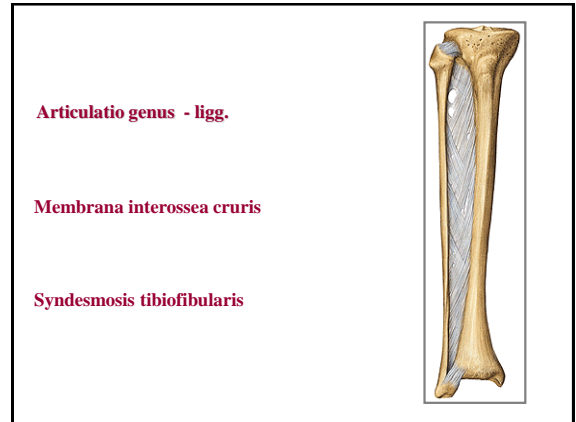 Articulatio genus - ligg.
Membrana interossea cruris
Syndesmosis tibiofibularis